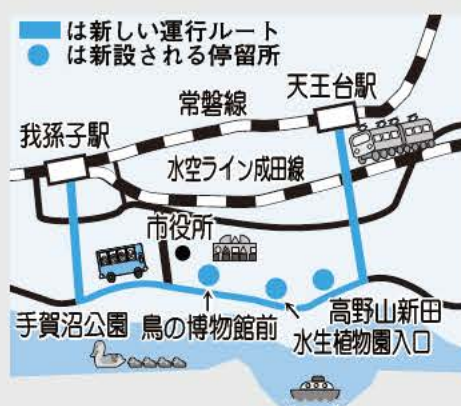 は新しい運行ルート
は新設される停留所
天王台駅
常磐線
我孫子駅
水空ライン成田線
市役所
高野山新田
手賀沼公園
鳥の博物館前
水生植物園入口